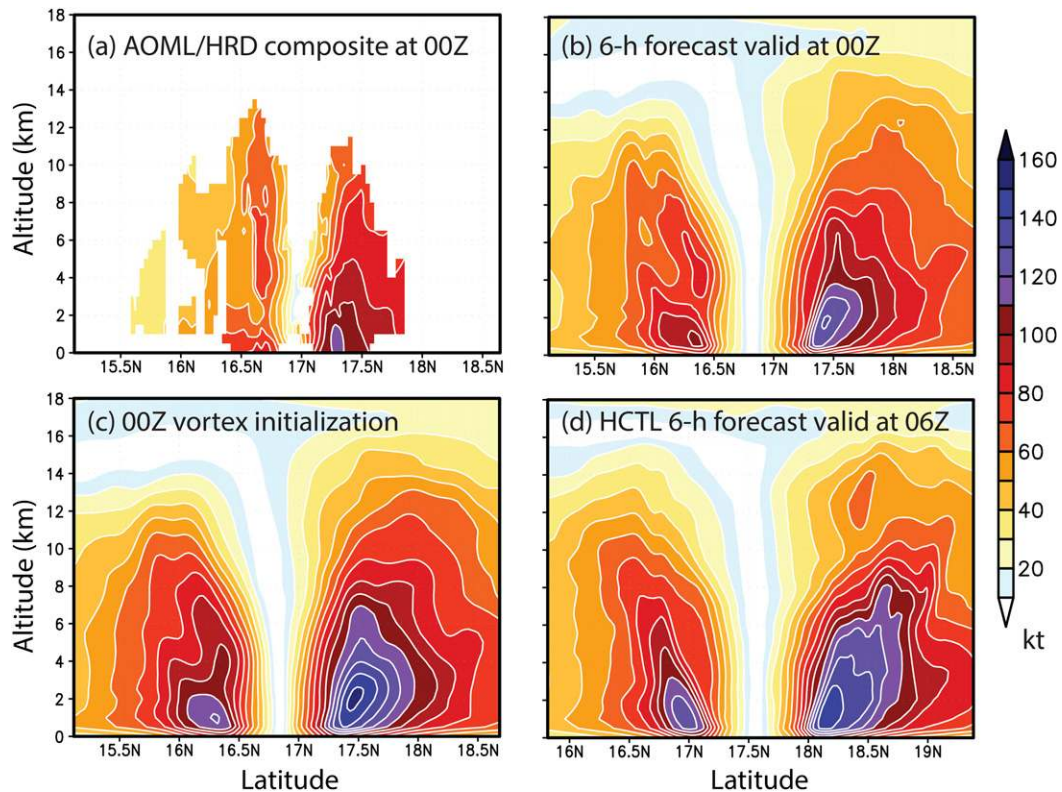 (a) AOML/HRD composite at 00Z
(b) 6-h forecast valid at 00Z
Altitude (km)
18
16
14
12
10
8
6
4
2
0
15.5N 16N 16.5N 17N 17.5N 18N 18.5N
15.5N 16N 16.5N 17N 17.5N 18N 18.5N
160
140
120
100
80
60
40
20
kt
(c) 00Z vortex initialization
(d) HCTL 6-h forecast valid at 06Z
Altitude (km)
18
16
14
12
10
8
6
4
2
0
15.5N 16N 16.5N 17N 17.5N 18N 18.5N
16N 16.5N 17N 17.5N 18N 18.5N 19N
Latitude
Latitude